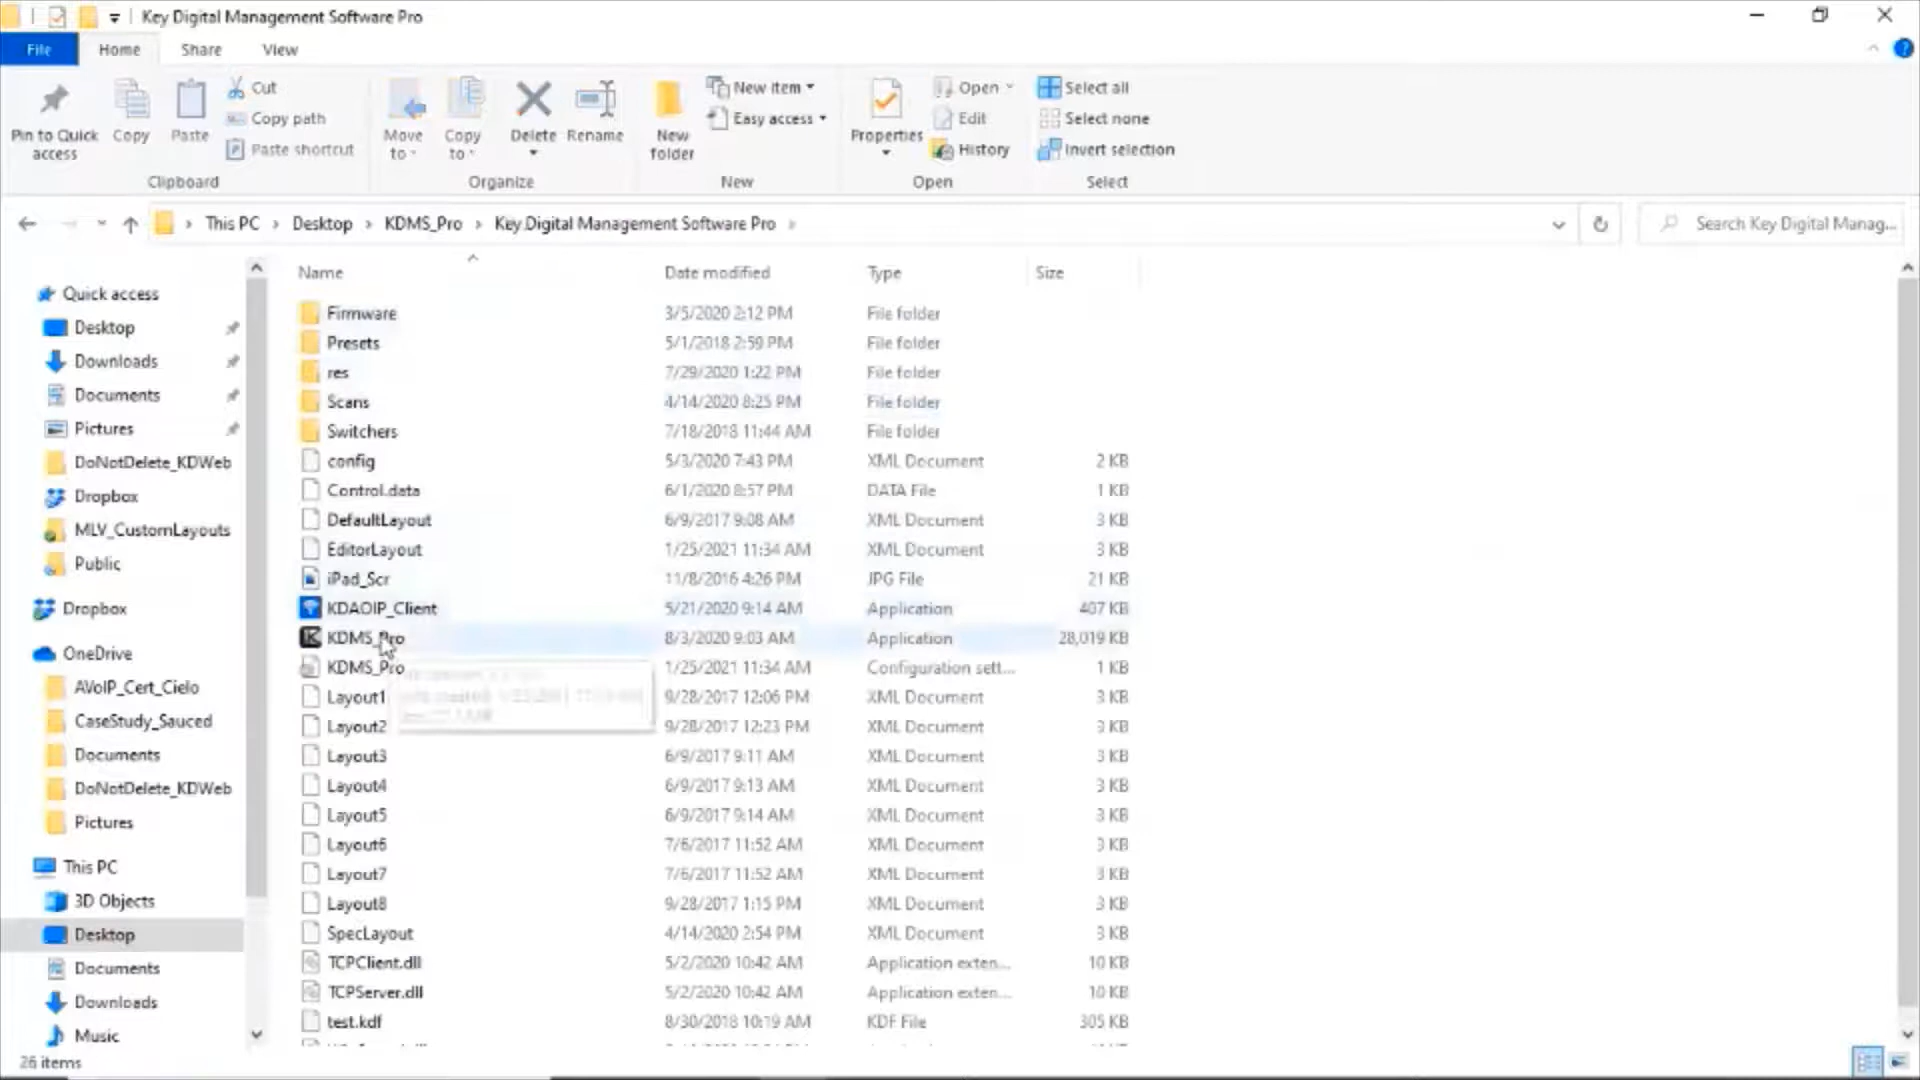 Key Digital Management Software Pro
File Home Share View
Pin to Quick access
Copy
Paste
Cut
Copy path
Paste shortcut
Clipboard
Move to
Copy to
Delete
Rename
Organize
New folder
New item
Easy access
New
Properties
Open
Edit
History
Open
Select all
Select none
Invert selection
Select
This PC > Desktop > KDMS_Pro > Key Digital Management Software Pro >
Search Key Digital Manag...
Quick access
Desktop
Downloads
Documents
Pictures
DoNotDelete_KDWeb
Dropbox
MLV_CustomLayouts
Public
Dropbox
OneDrive
AVoIP_Cert_Cielo
CaseStudy_Sauced
Documents
DoNotDelete_KDWeb
Pictures
This PC
3D Objects
Desktop
Documents
Downloads
Music
Name Date modified Type Size
Firmware 3/5/2020 2:12 PM File folder
Presets 5/1/2018 2:59 PM File folder
res 7/29/2020 1:22 PM File folder
Scans 4/14/2020 8:25 PM File folder
Switchers 7/18/2018 11:44 AM File folder
config 5/3/2020 7:43 PM XML Document 2 KB
Control.data 6/1/2020 8:57 PM DATA File 1 KB
DefaultLayout 6/9/2017 9:08 AM XML Document 3 KB
EditorLayout 1/25/2021 11:34 AM XML Document 3 KB
iPad_Scr 11/8/2016 4:26 PM JPG File 21 KB
KDAOIP_Client 5/21/2020 9:14 AM Application 407 KB
KDMS_Pro 8/3/2020 9:03 AM Application 28,019 KB
KDMS_Pro 1/25/2021 11:34 AM Configuration sett... 1 KB
Layout1 9/28/2017 12:06 PM XML Document 3 KB
Layout2 9/28/2017 12:23 PM XML Document 3 KB
Layout3 6/9/2017 9:11 AM XML Document 3 KB
Layout4 6/9/2017 9:13 AM XML Document 3 KB
Layout5 6/9/2017 9:14 AM XML Document 3 KB
Layout6 7/6/2017 11:52 AM XML Document 3 KB
Layout7 7/6/2017 11:52 AM XML Document 3 KB
Layout8 9/28/2017 1:15 PM XML Document 3 KB
SpecLayout 4/14/2020 2:54 PM XML Document 3 KB
TCPClient.dll 5/2/2020 10:42 AM Application exten... 10 KB
TCPServer.dll 5/2/2020 10:42 AM Application exten... 10 KB
test.kdf 8/30/2018 10:19 AM KDF File 305 KB
26 items